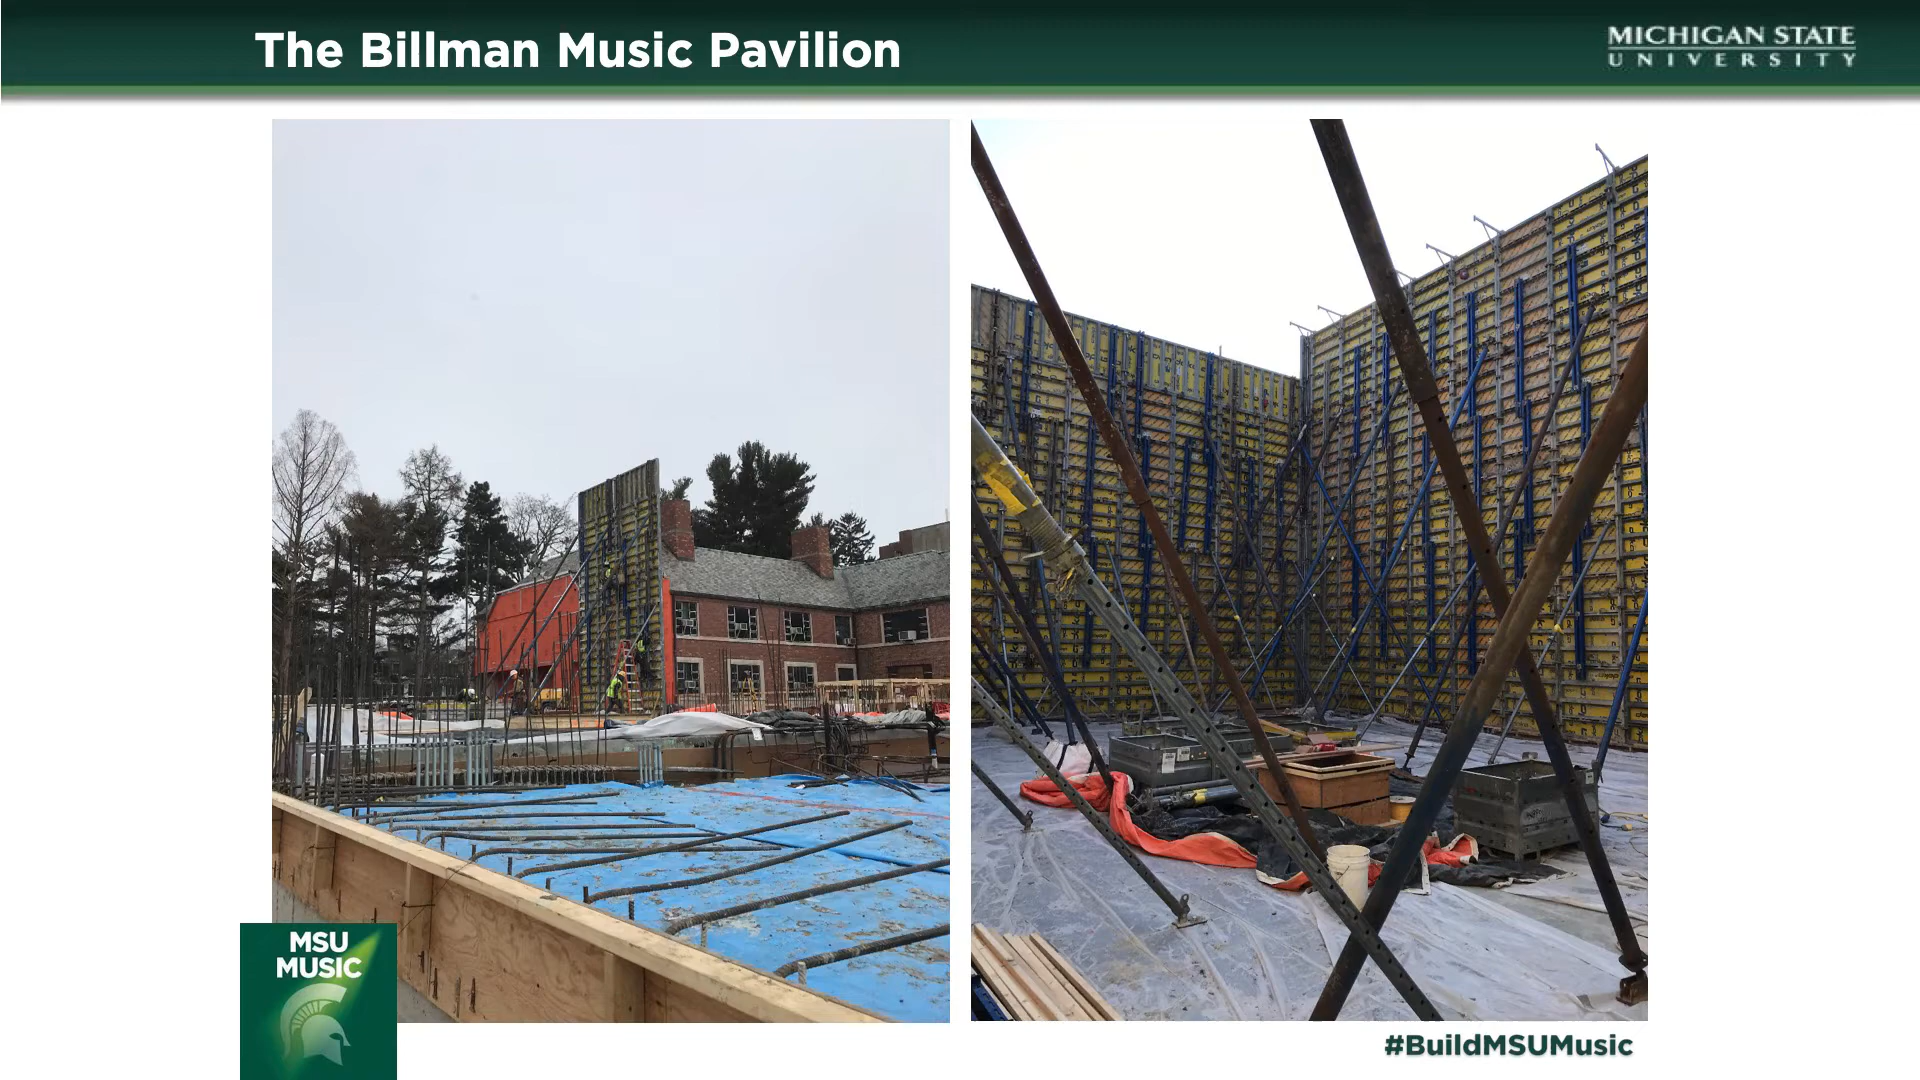 The Billman Music Pavilion
MICHIGAN STATE
UNIVERSITY
MSU
MUSIC
#BuildMSUMusic